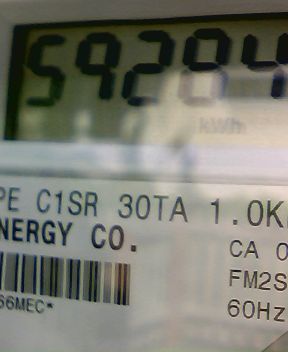 59284
kWh
PE C1SR 30TA 1.0K
NERGY CO.
CA 0
FM2S
66MEC*
60Hz